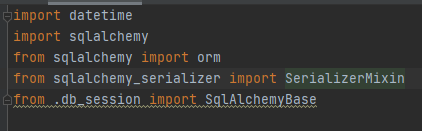 import datetime
import sqlalchemy
from sqlalchemy import orm
from sqlalchemy_serializer import SerializerMixin
from .db_session import SqlAlchemyBase